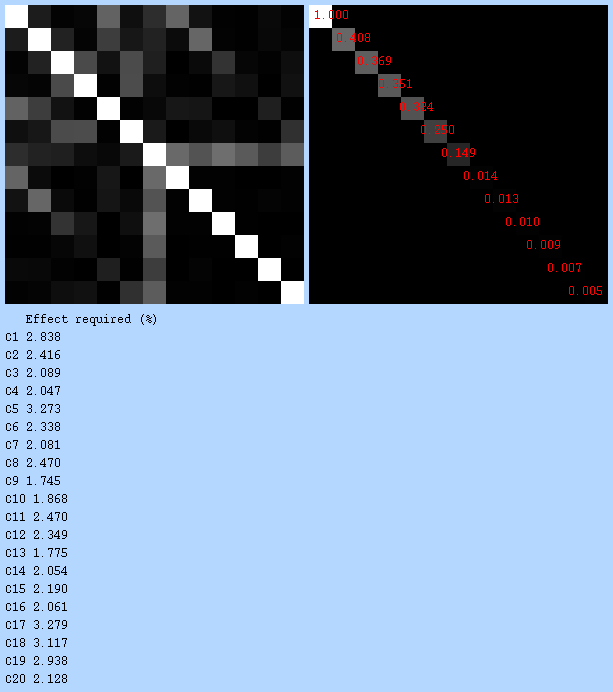 1.000
0.408
0.369
0.351
0.324
0.250
0.149
0.014
0.013
0.010
0.009
0.007
0.005
Effect required (%)
C1 2.838
C2 2.416
C3 2.089
C4 2.047
C5 3.273
C6 2.338
C7 2.081
C8 2.470
C9 1.745
C10 1.868
C11 2.470
C12 2.349
C13 1.775
C14 2.054
C15 2.190
C16 2.061
C17 3.279
C18 3.117
C19 2.938
C20 2.128